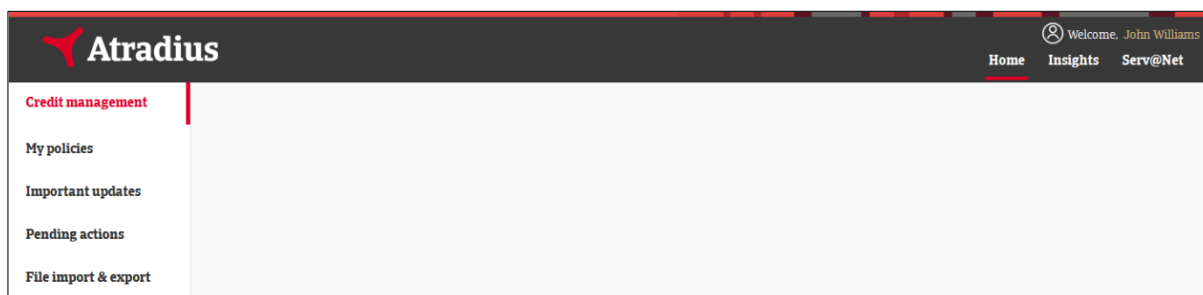 Atradius
Welcome, John Williams
Home Insights Serv@Net
Credit management
My policies
Important updates
Pending actions
File import & export